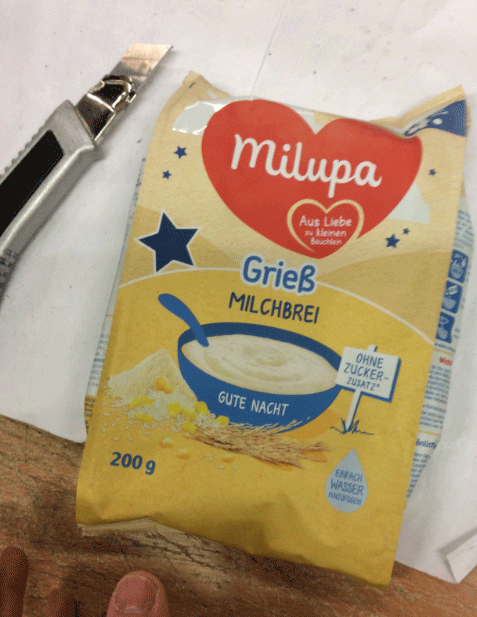 Milupa
Aus Liebe
zu kleinen
Bäuchlein
Grieß
MILCHBREI
OHNE
ZUCKER-
ZUSATZ*
GUTE NACHT
200 g
EINFACH
WASSER
HINZUFÜGEN